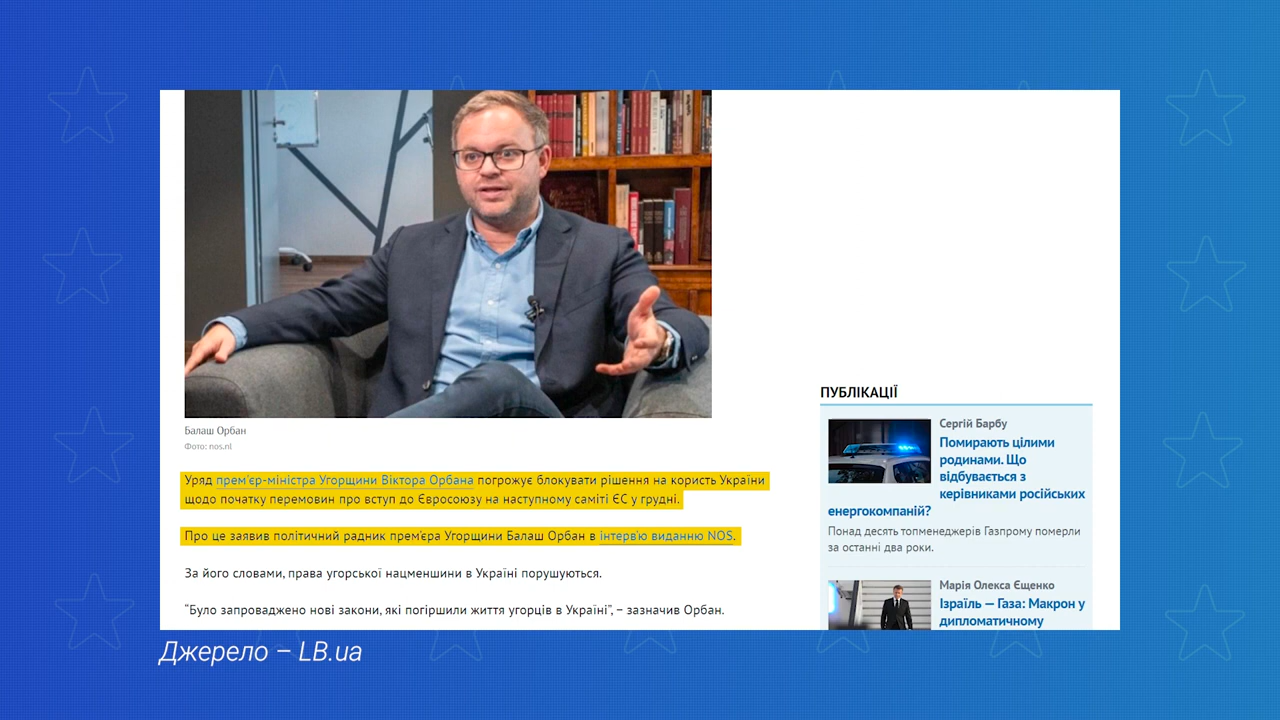 Балаш Орбан
Фото: nos.nl
Уряд прем'єр-міністра Угорщини Віктора Орбана погрожує блокувати рішення на користь України
щодо початку перемовин про вступ до Євросоюзу на наступному саміті ЄС у грудні.
Про це заявив політичний радник прем'єра Угорщини Балаш Орбан в інтерв'ю виданню NOS.
За його словами, права угорської нацменшини в Україні порушуються.
"Було запроваджено нові закони, які погіршили життя угорців в Україні", – зазначив Орбан.
ПУБЛІКАЦІЇ
Сергій Барбу
Помирають цілими
родинами. Що
відбувається з
керівниками російських
енергокомпаній?
Понад десять топменеджерів Газпрому померли
за останні два роки.
Марія Олекса Єщенко
Ізраїль — Газа: Макрон у
дипломатичному
Джерело – LB.ua